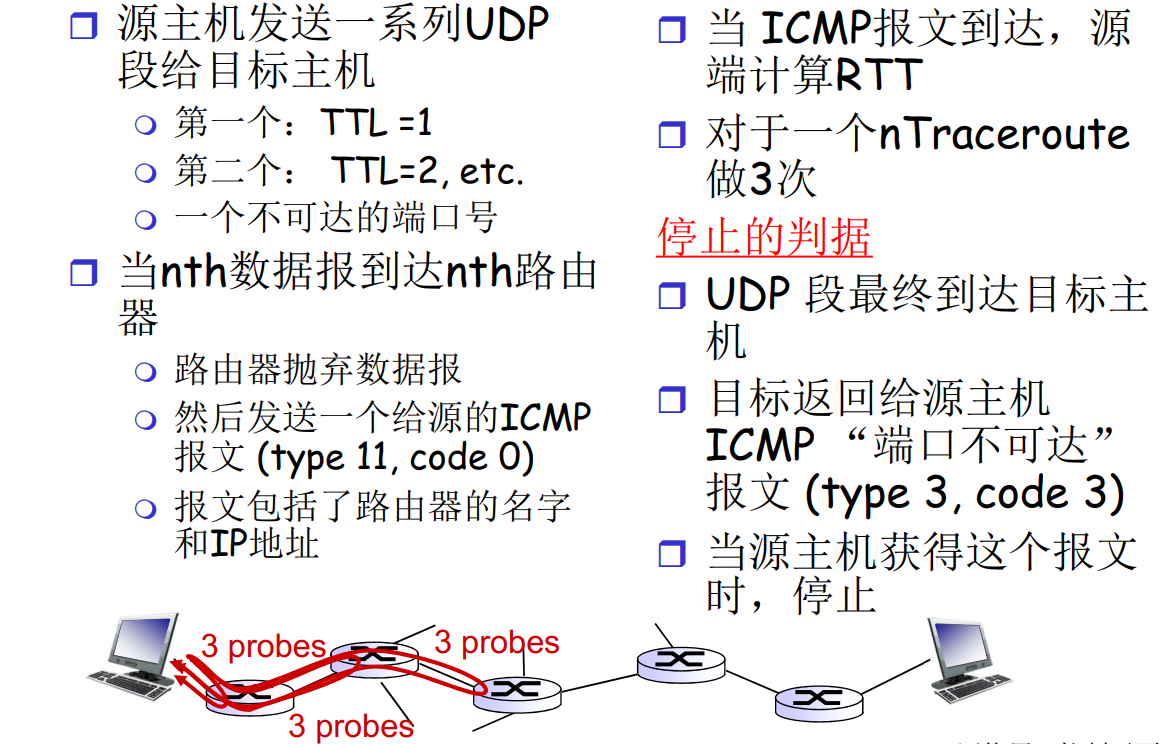 源主机发送一系列UDP
段给目标主机
第一个：TTL =1
第二个： TTL=2, etc.
一个不可达的端口号
当nth数据报到达nth路由
器
路由器抛弃数据报
然后发送一个给源的ICMP
报文 (type 11, code 0)
报文包括了路由器的名字
和IP地址
当 ICMP报文到达，源
端计算RTT
对于一个nTraceroute
做3次
停止的判据
UDP 段最终到达目标主
机
目标返回给源主机
ICMP “端口不可达”
报文 (type 3, code 3)
当源主机获得这个报文
时，停止
3 probes
3 probes
3 probes